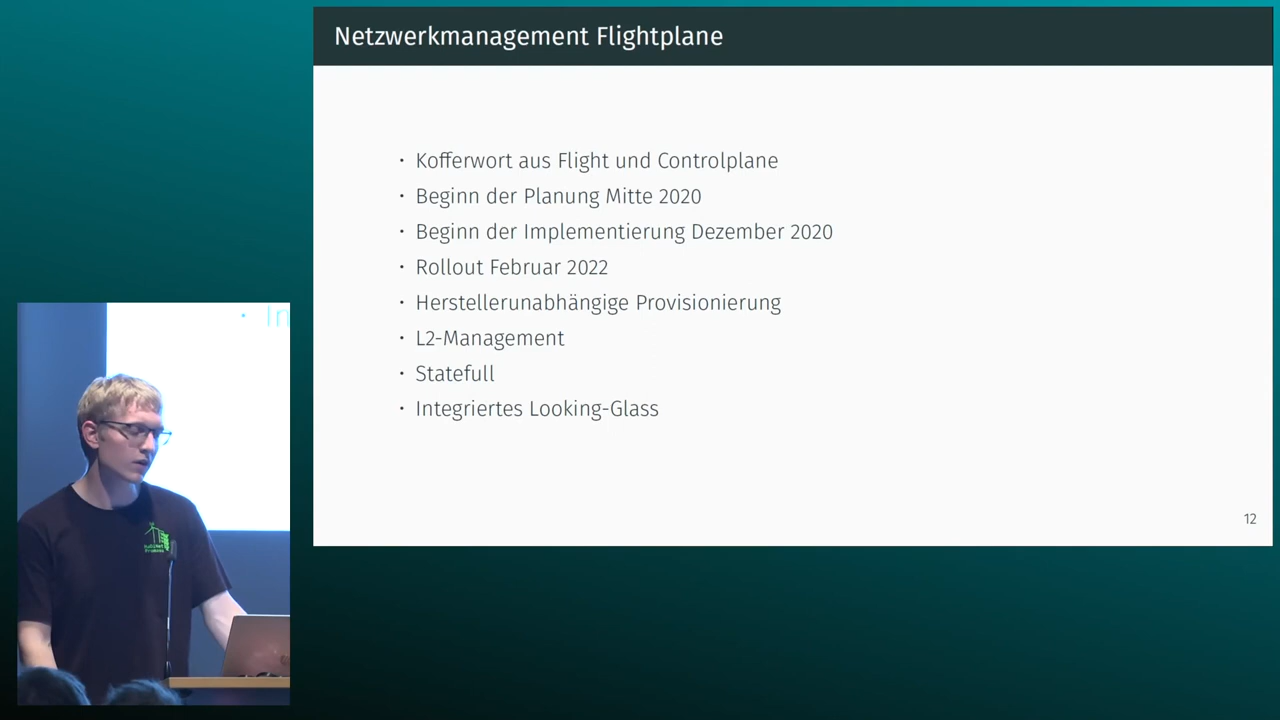 Netzwerkmanagement Flightplane
• Kofferwort aus Flight und Controlplane
• Beginn der Planung Mitte 2020
• Beginn der Implementierung Dezember 2020
• Rollout Februar 2022
• Herstellerunabhängige Provisionierung
• L2-Management
• Statefull
• Integriertes Looking-Glass
12
• In